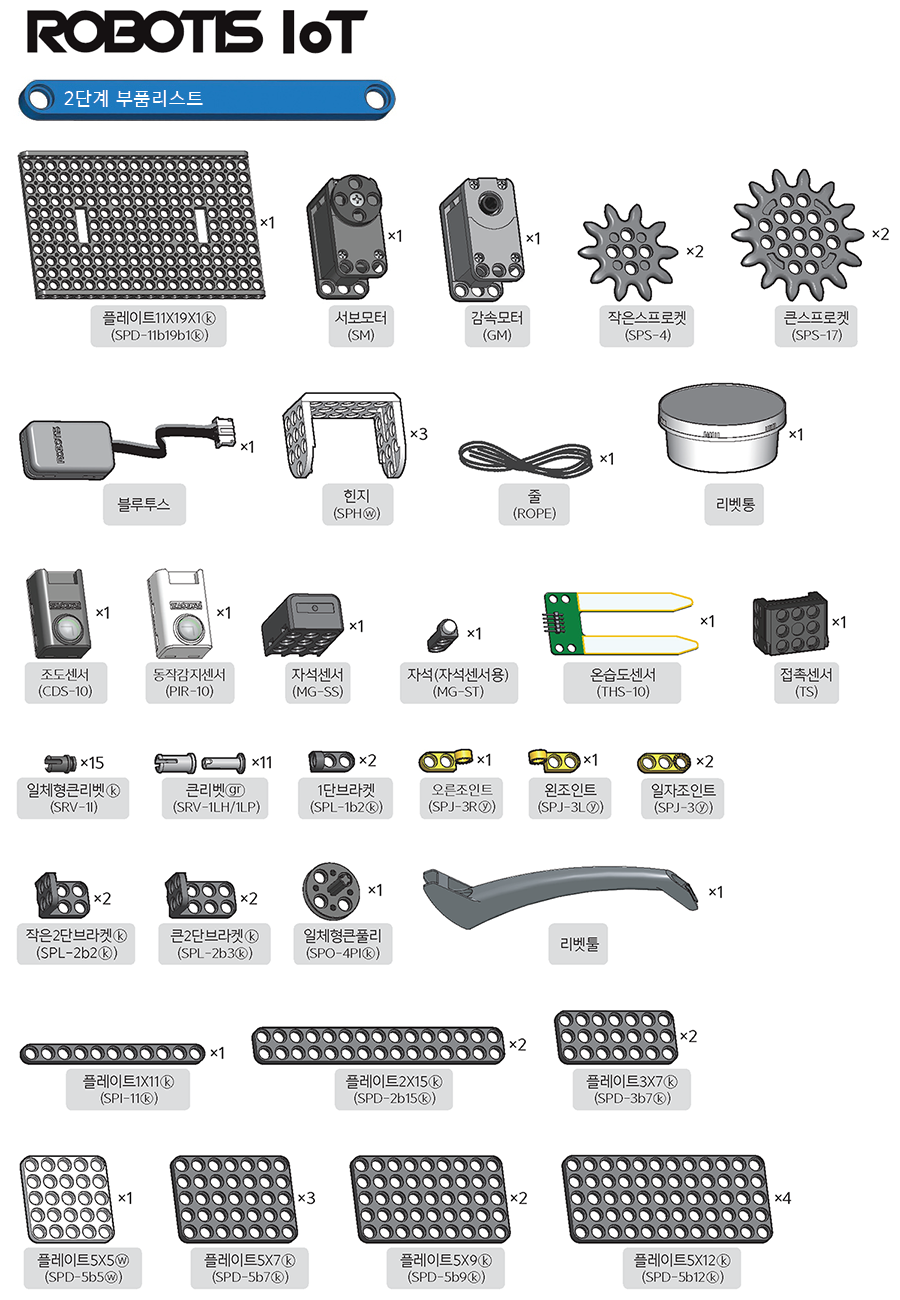 ROBOTIS IoT
2단계 부품리스트
×1
×1
×1
×2
×2
플레이트11X19X1ⓚ
(SPD-11b19b1ⓚ)
서보모터
(SM)
감속모터
(GM)
작은스프로켓
(SPS-4)
큰스프로켓
(SPS-17)
×1
×3
×1
×1
블루투스
힌지
(SPHⓦ)
줄
(ROPE)
리벳통
×1
×1
×1
×1
×1
×1
조도센서
(CDS-10)
동작감지센서
(PIR-10)
자석센서
(MG-SS)
자석(자석센서용)
(MG-ST)
온습도센서
(THS-10)
접촉센서
(TS)
×15
×11
×2
×1
×1
×2
일체형큰리벳ⓚ
(SRV-1I)
큰리벳gr
(SRV-1LH/1LP)
1단브라켓
(SPL-1b2ⓚ)
오른조인트
(SPJ-3Rⓨ)
왼조인트
(SPJ-3Lⓨ)
일자조인트
(SPJ-3ⓨ)
×2
×2
×1
×1
작은2단브라켓ⓚ
(SPL-2b2ⓚ)
큰2단브라켓ⓚ
(SPL-2b3ⓚ)
일체형큰풀리
(SPO-4PIⓚ)
리벳툴
×1
×2
×2
플레이트1X11ⓚ
(SPI-11ⓚ)
플레이트2X15ⓚ
(SPD-2b15ⓚ)
플레이트3X7ⓚ
(SPD-3b7ⓚ)
×1
×3
×2
×4
플레이트5X5ⓦ
(SPD-5b5ⓦ)
플레이트5X7ⓚ
(SPD-5b7ⓚ)
플레이트5X9ⓚ
(SPD-5b9ⓚ)
플레이트5X12ⓚ
(SPD-5b12ⓚ)